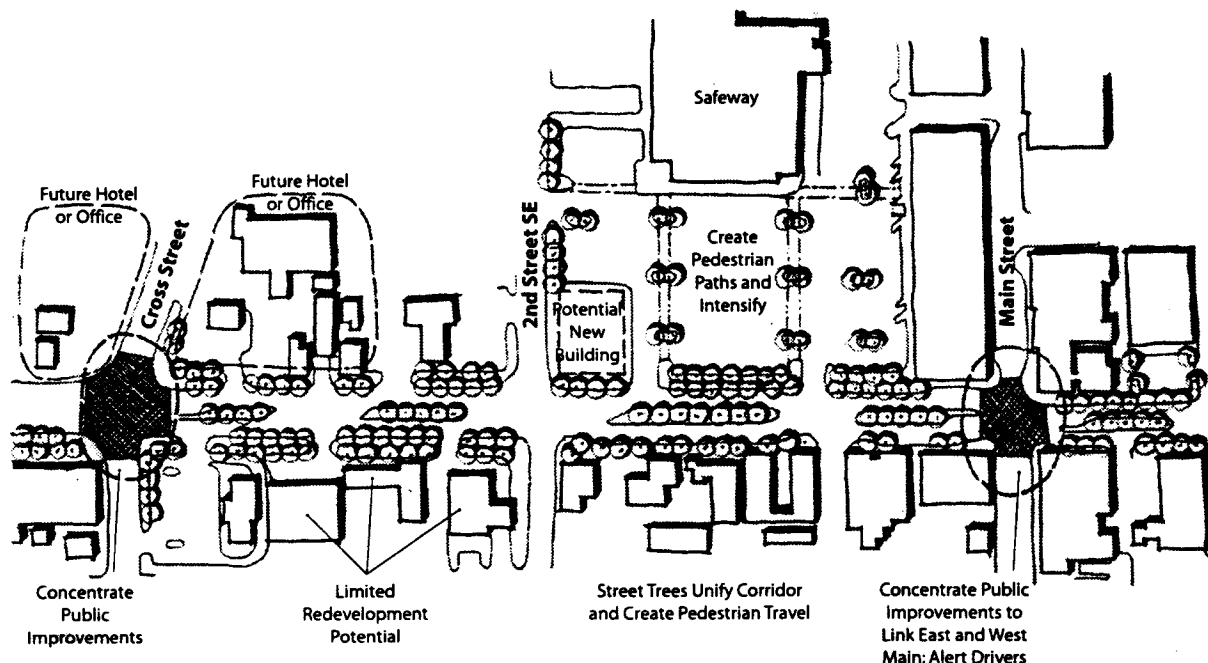 Safeway
Future Hotel
or Office
Future Hotel
or Office
Cross Street
2nd Street SE
Create
Pedestrian
Paths and
Intensify
Main Street
Potential
New
Building
Concentrate
Public
Improvements
Limited
Redevelopment
Potential
Street Trees Unify Corridor
and Create Pedestrian Travel
Concentrate Public
Improvements to
Link East and West
Main; Alert Drivers